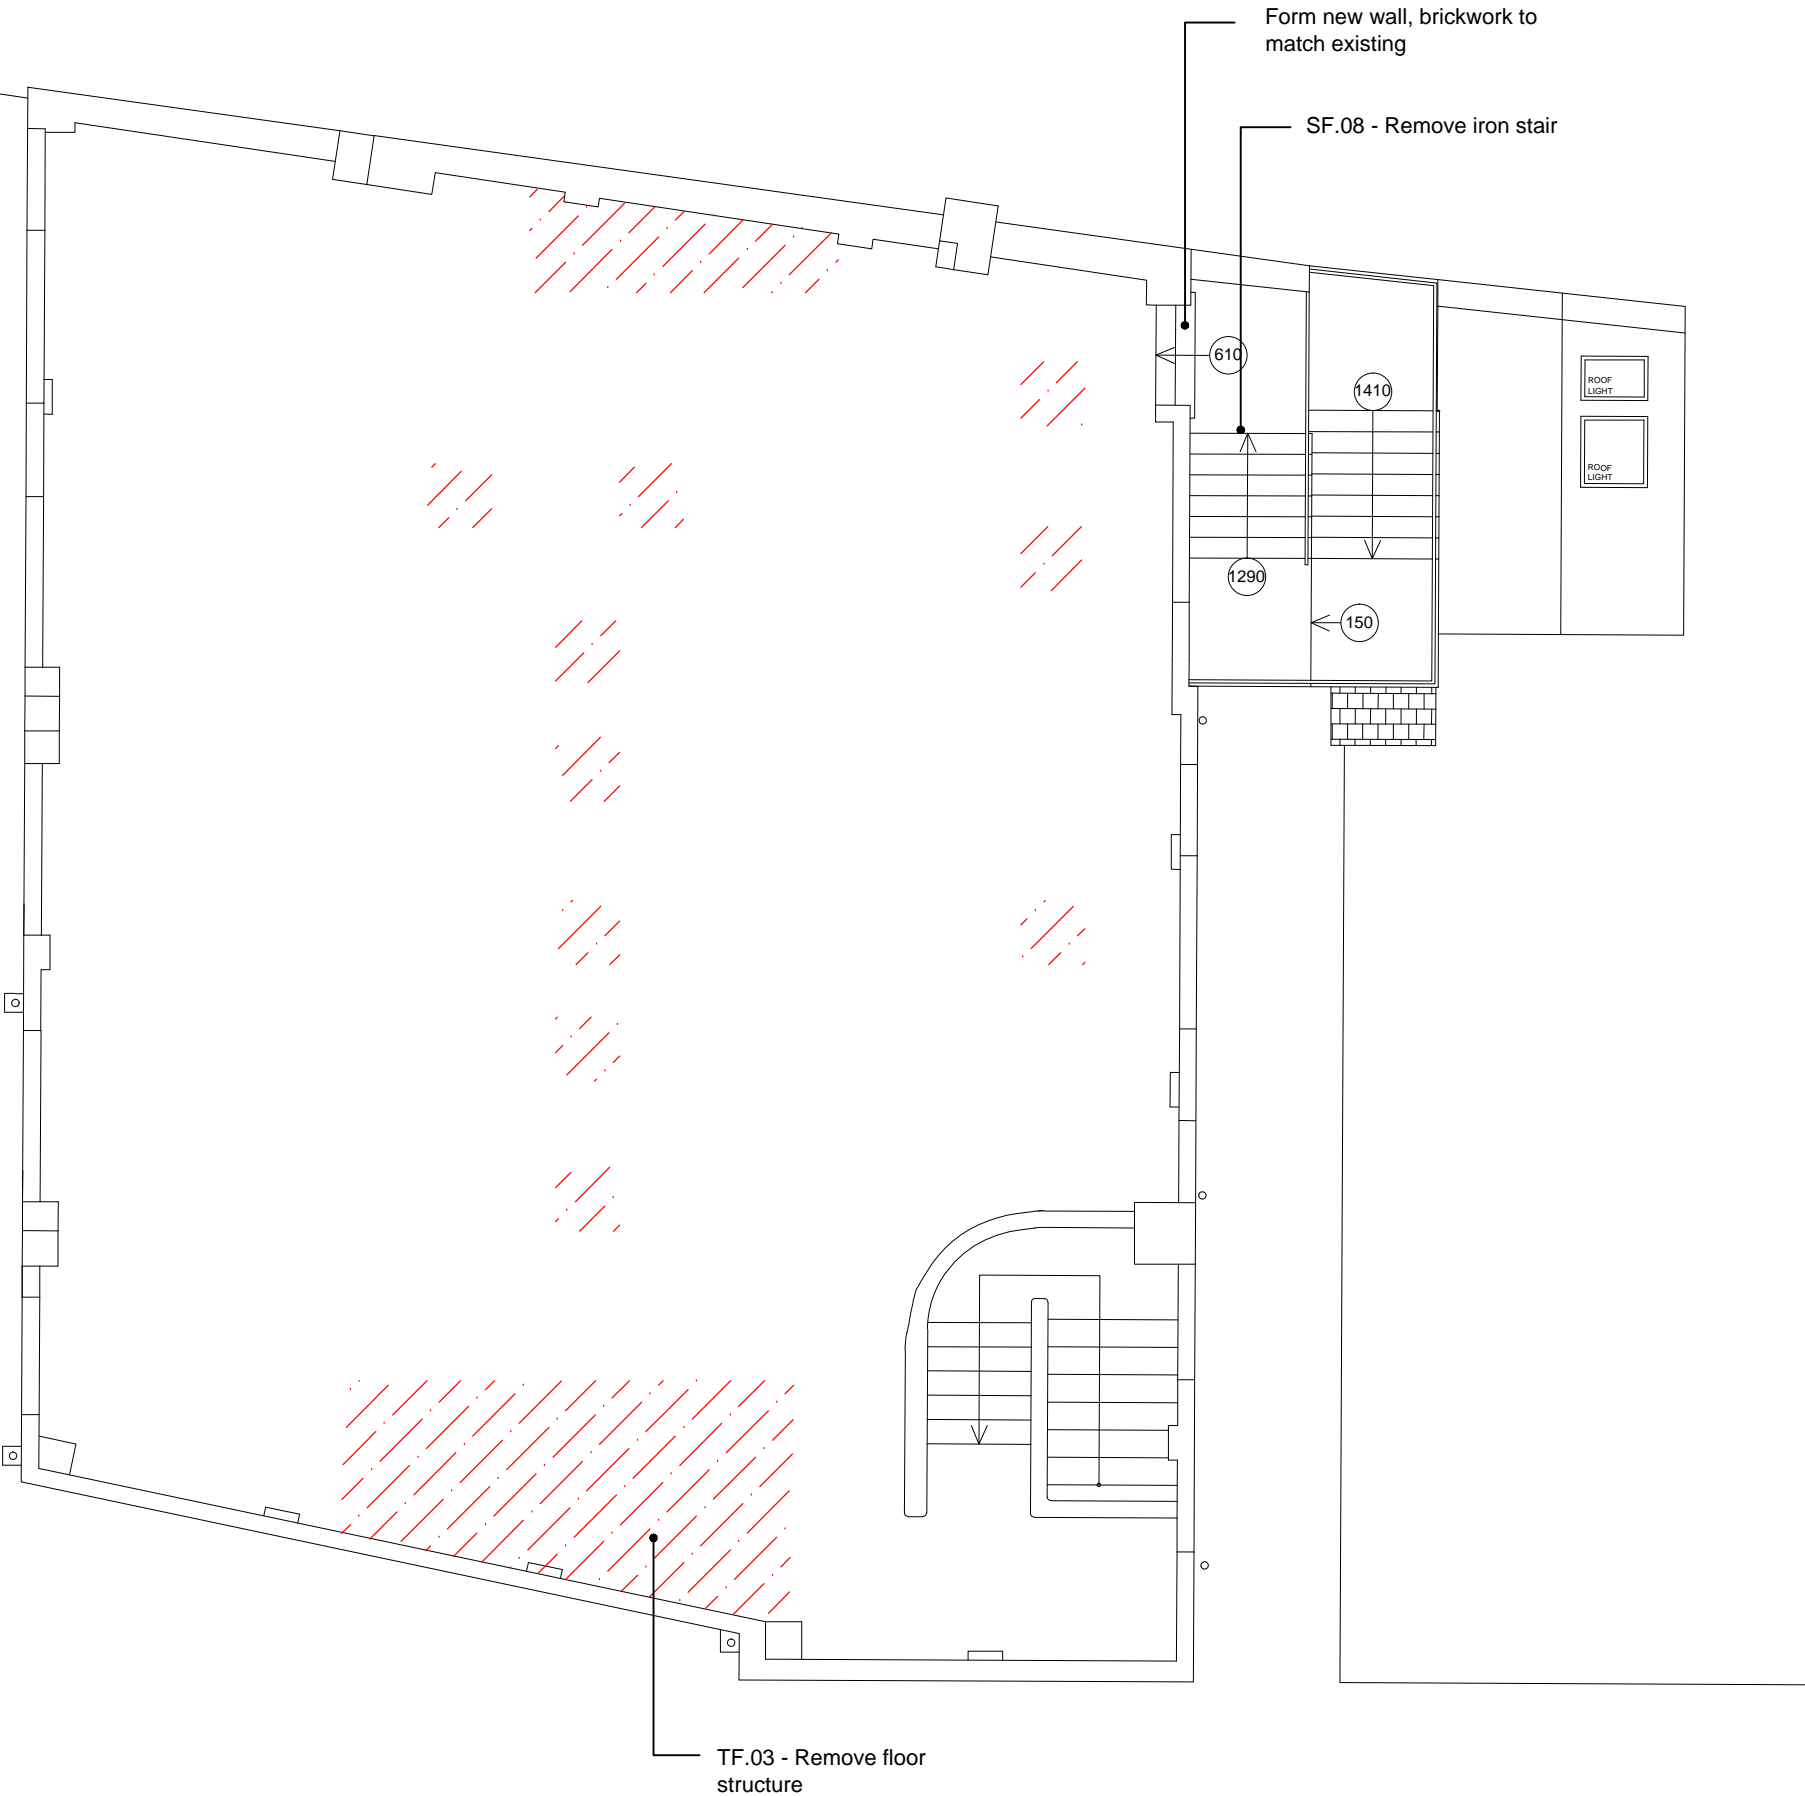 Form new wall, brickwork to
match existing
SF.08 - Remove iron stair
610
1410
ROOF
LIGHT
ROOF
LIGHT
1290
150
TF.03 - Remove floor
structure